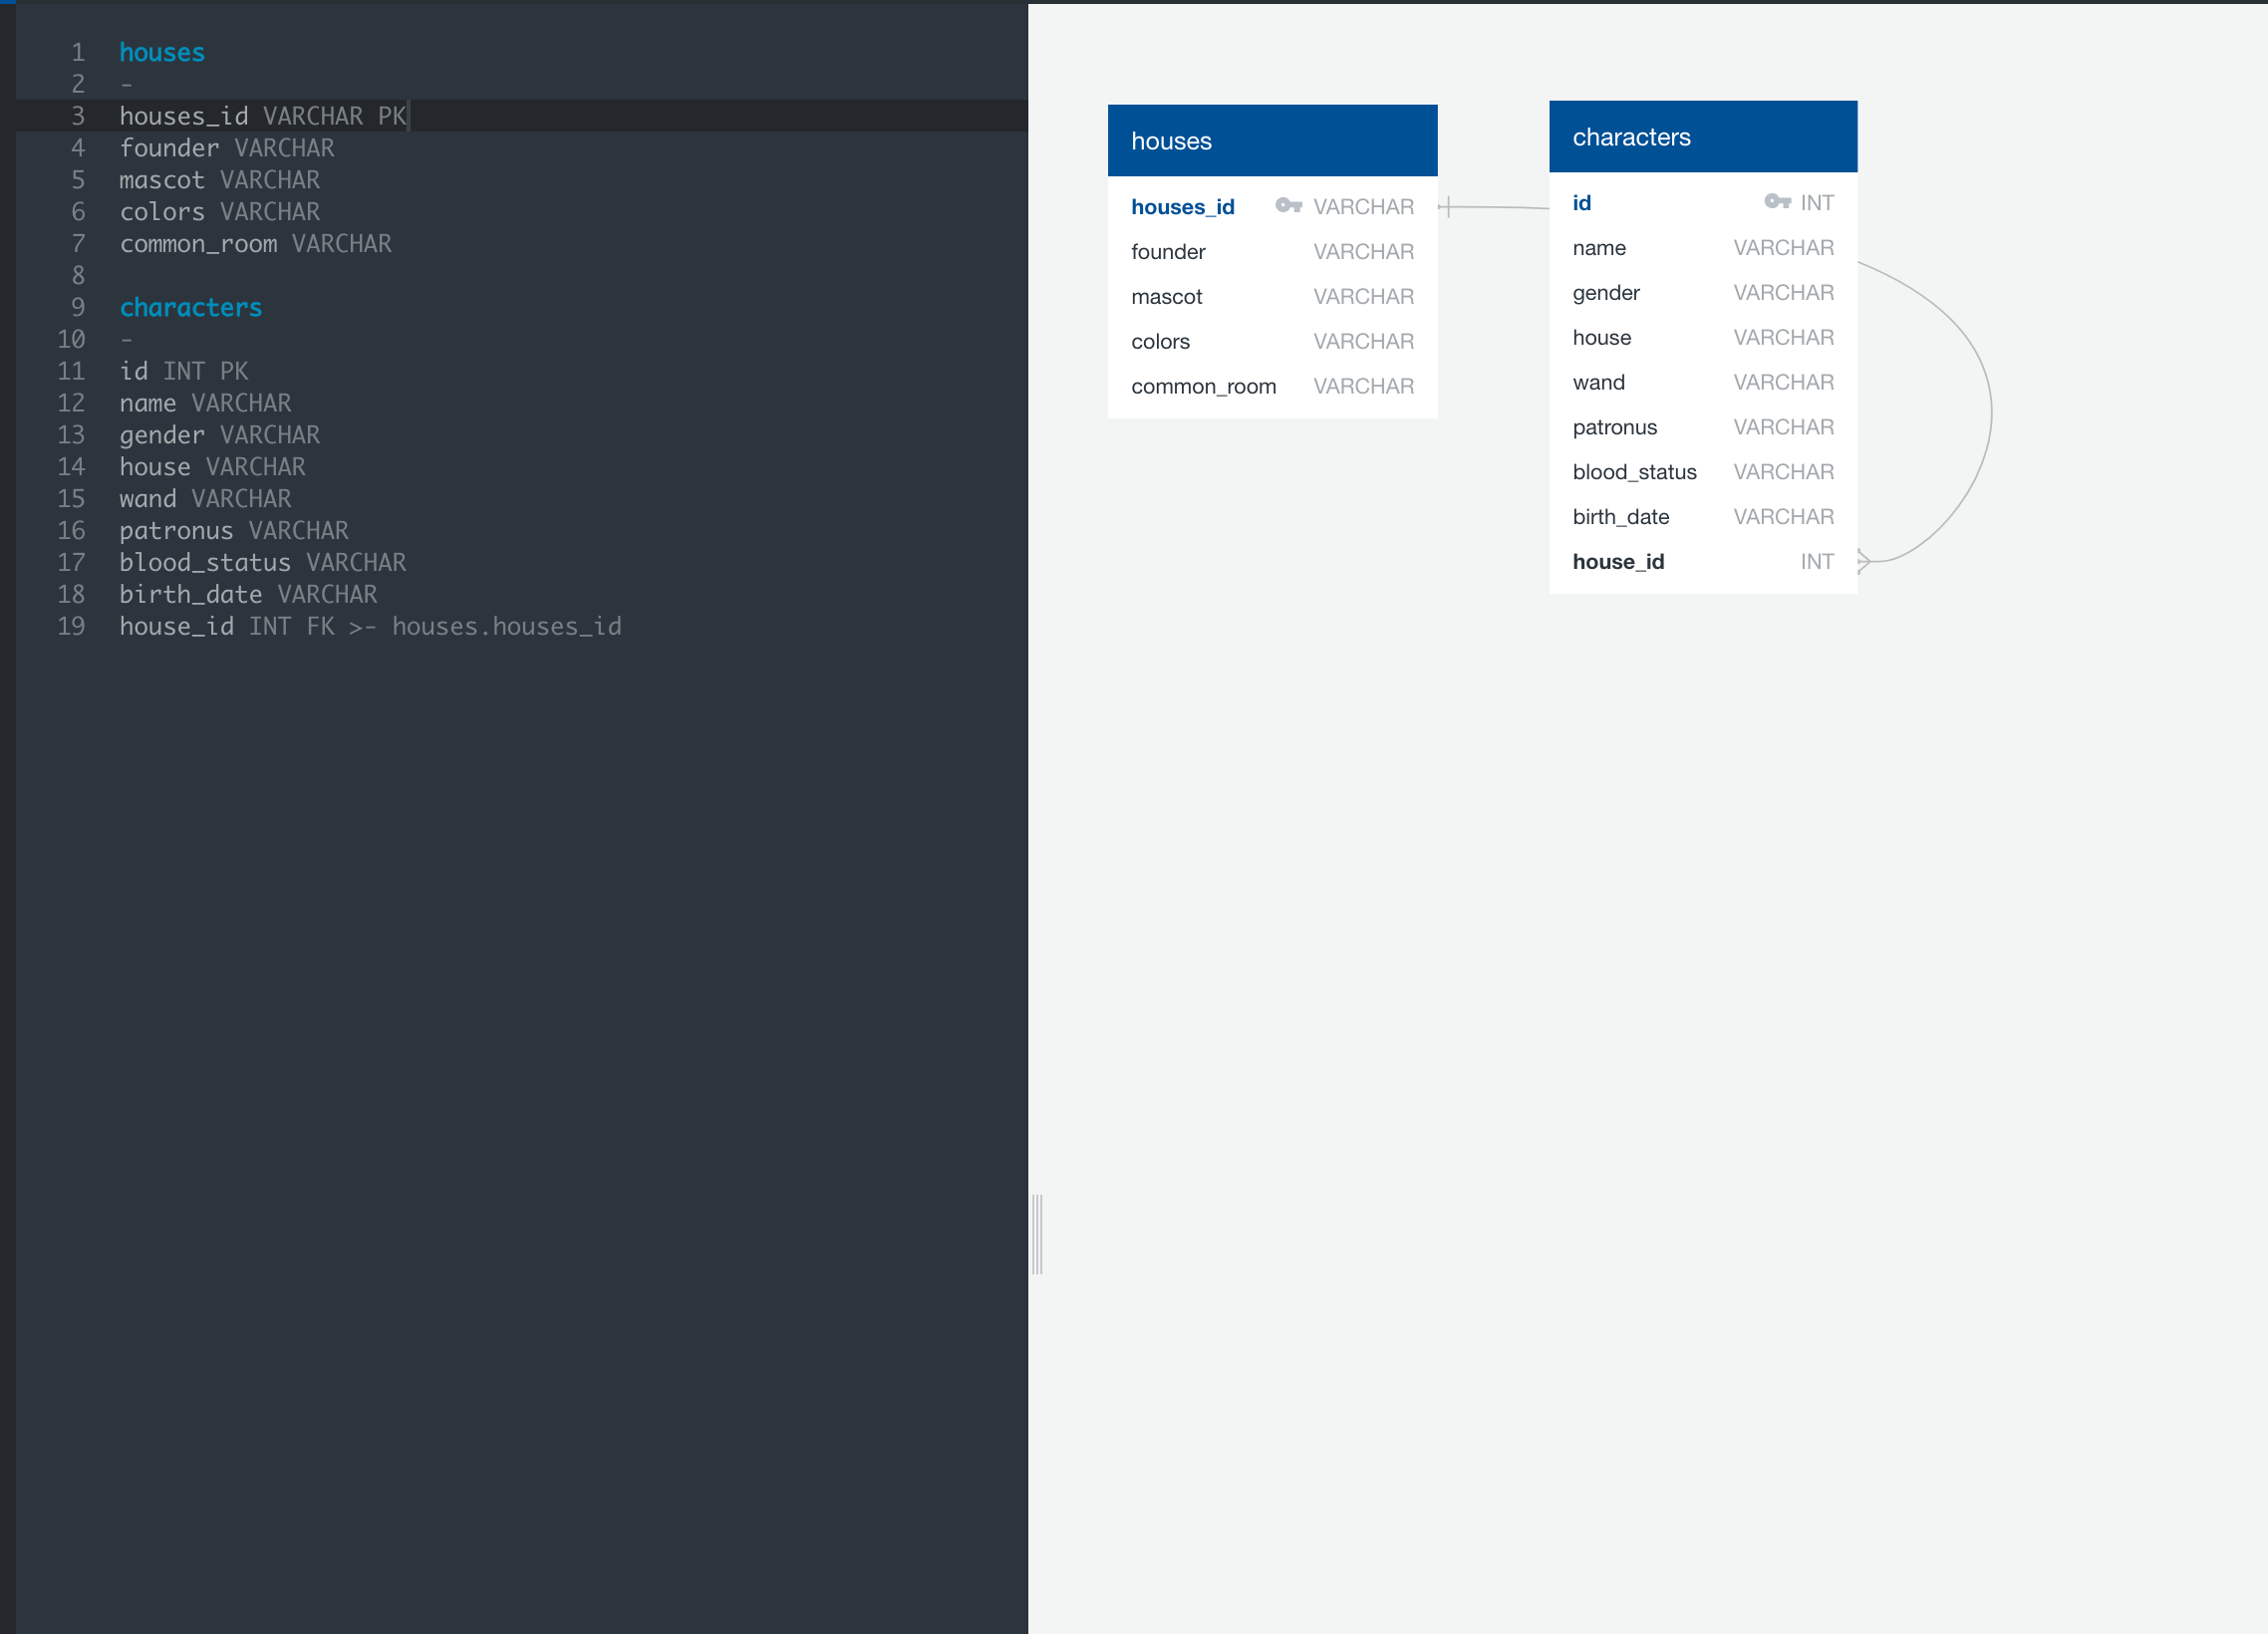 1 houses
2 -
3 houses_id VARCHAR PK
4 founder VARCHAR
5 mascot VARCHAR
6 colors VARCHAR
7 common_room VARCHAR
8
9 characters
10 -
11 id INT PK
12 name VARCHAR
13 gender VARCHAR
14 house VARCHAR
15 wand VARCHAR
16 patronus VARCHAR
17 blood_status VARCHAR
18 birth_date VARCHAR
19 house_id INT FK >- houses.houses_id
houses
houses_id VARCHAR
founder VARCHAR
mascot VARCHAR
colors VARCHAR
common_room VARCHAR
characters
id INT
name VARCHAR
gender VARCHAR
house VARCHAR
wand VARCHAR
patronus VARCHAR
blood_status VARCHAR
birth_date VARCHAR
house_id INT